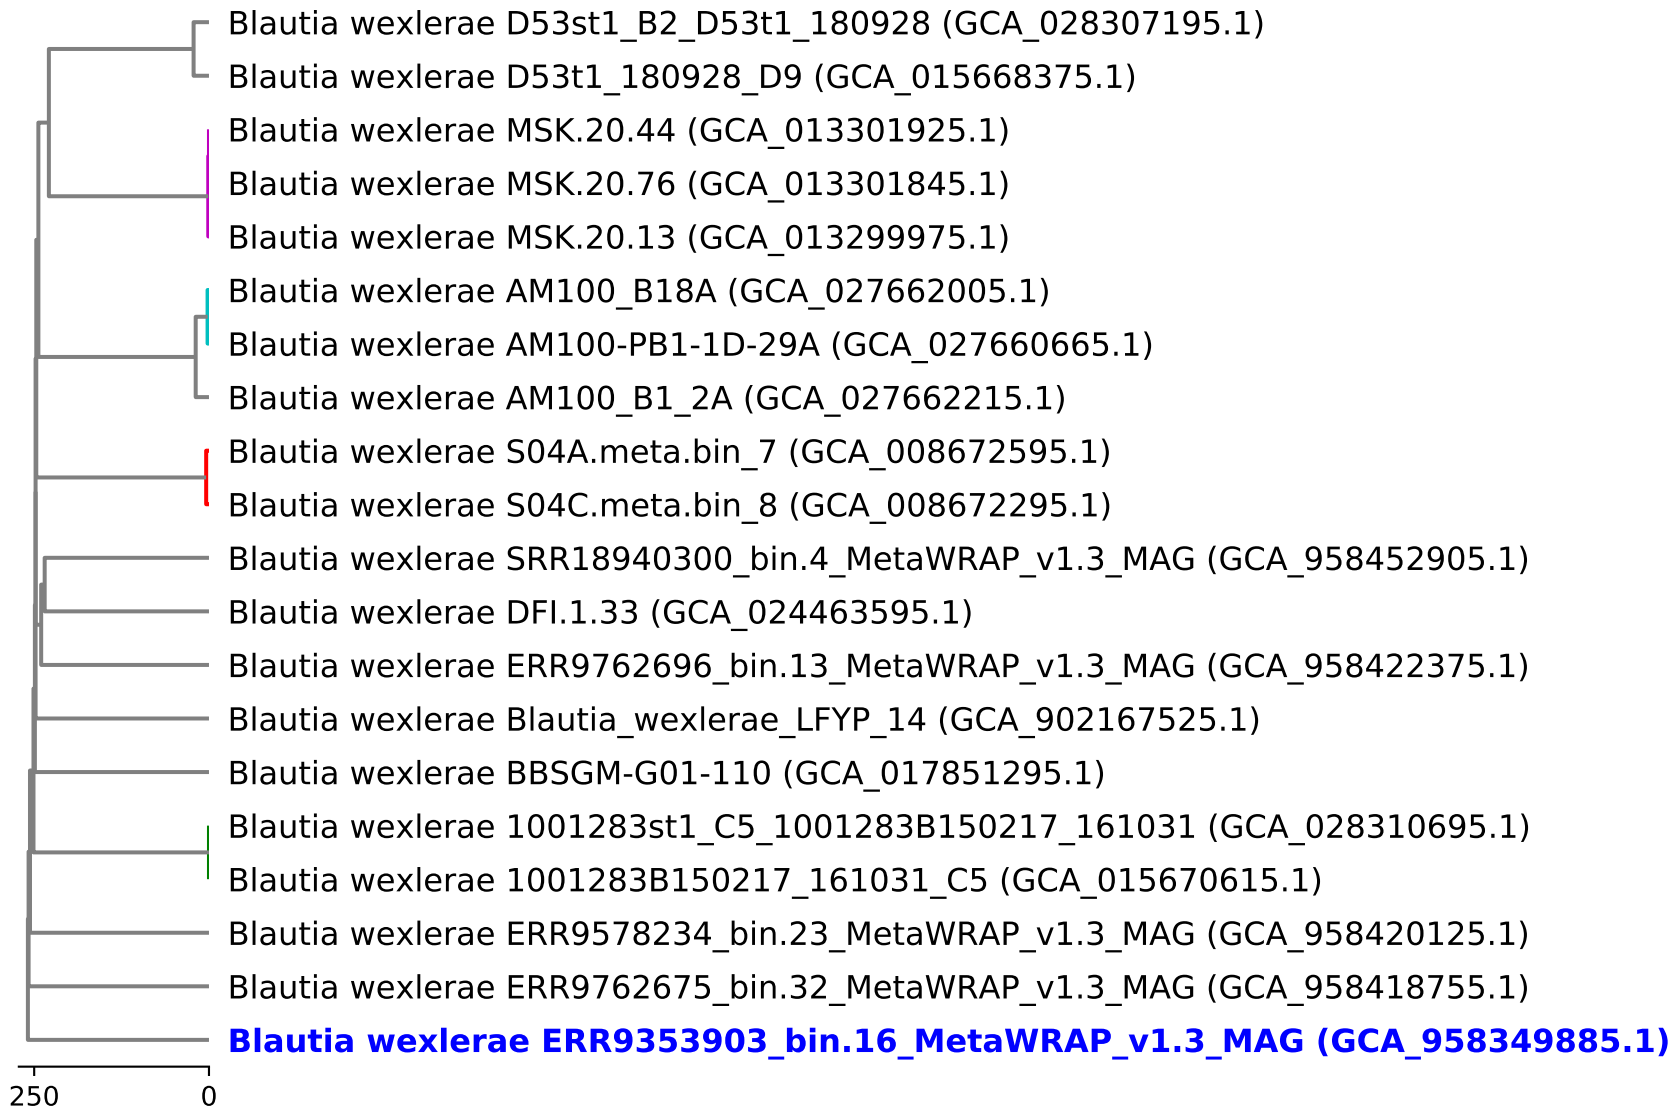 Blautia wexlerae D53st1_B2_D53t1_180928 (GCA_028307195.1)
Blautia wexlerae D53t1_180928_D9 (GCA_015668375.1)
Blautia wexlerae MSK.20.44 (GCA_013301925.1)
Blautia wexlerae MSK.20.76 (GCA_013301845.1)
Blautia wexlerae MSK.20.13 (GCA_013299975.1)
Blautia wexlerae AM100_B18A (GCA_027662005.1)
Blautia wexlerae AM100-PB1-1D-29A (GCA_027660665.1)
Blautia wexlerae AM100_B1_2A (GCA_027662215.1)
Blautia wexlerae S04A.meta.bin_7 (GCA_008672595.1)
Blautia wexlerae S04C.meta.bin_8 (GCA_008672295.1)
Blautia wexlerae SRR18940300_bin.4_MetaWRAP_v1.3_MAG (GCA_958452905.1)
Blautia wexlerae DFI.1.33 (GCA_024463595.1)
Blautia wexlerae ERR9762696_bin.13_MetaWRAP_v1.3_MAG (GCA_958422375.1)
Blautia wexlerae Blautia_wexlerae_LFYP_14 (GCA_902167525.1)
Blautia wexlerae BBSGM-G01-110 (GCA_017851295.1)
Blautia wexlerae 1001283st1_C5_1001283B150217_161031 (GCA_028310695.1)
Blautia wexlerae 1001283B150217_161031_C5 (GCA_015670615.1)
Blautia wexlerae ERR9578234_bin.23_MetaWRAP_v1.3_MAG (GCA_958420125.1)
Blautia wexlerae ERR9762675_bin.32_MetaWRAP_v1.3_MAG (GCA_958418755.1)
Blautia wexlerae ERR9353903_bin.16_MetaWRAP_v1.3_MAG (GCA_958349885.1)
250 0